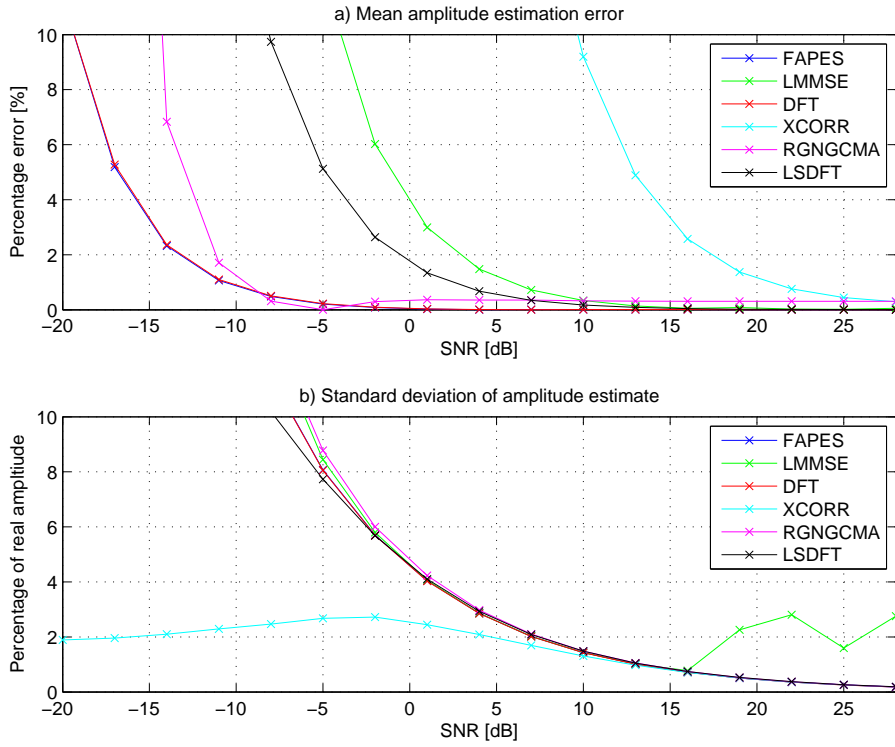 a) Mean amplitude estimation error
Percentage error [%]
10
8
6
4
2
0
-20
-15
-10
-5
0
5
10
15
20
25
SNR [dB]
FAPES
LMMSE
DFT
XCORR
RGNGCMA
LSDFT
b) Standard deviation of amplitude estimate
Percentage of real ampltiude
10
8
6
4
2
0
-20
-15
-10
-5
0
5
10
15
20
25
SNR [dB]
FAPES
LMMSE
DFT
XCORR
RGNGCMA
LSDFT